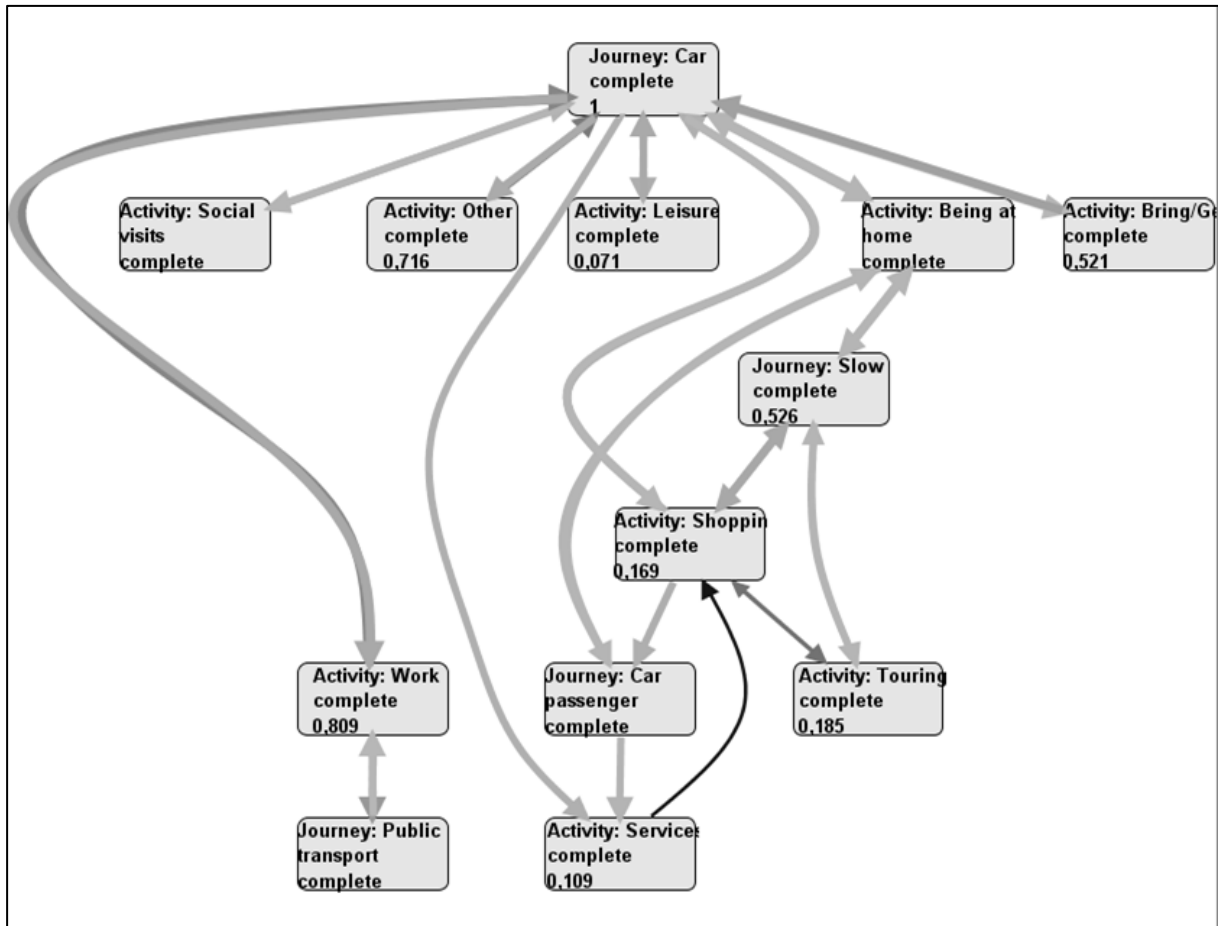 Journey: Car
complete
1
Activity: Social
visits
complete
Activity: Other
complete
0,716
Activity: Leisure
complete
0,071
Activity: Being at
home
complete
Activity: Bring/Ge
complete
0,521
Journey: Slow
complete
0,526
Activity: Shoppin
complete
0,169
Activity: Work
complete
0,809
Journey: Car
passenger
complete
Activity: Touring
complete
0,185
Journey: Public
transport
complete
Activity: Services
complete
0,109